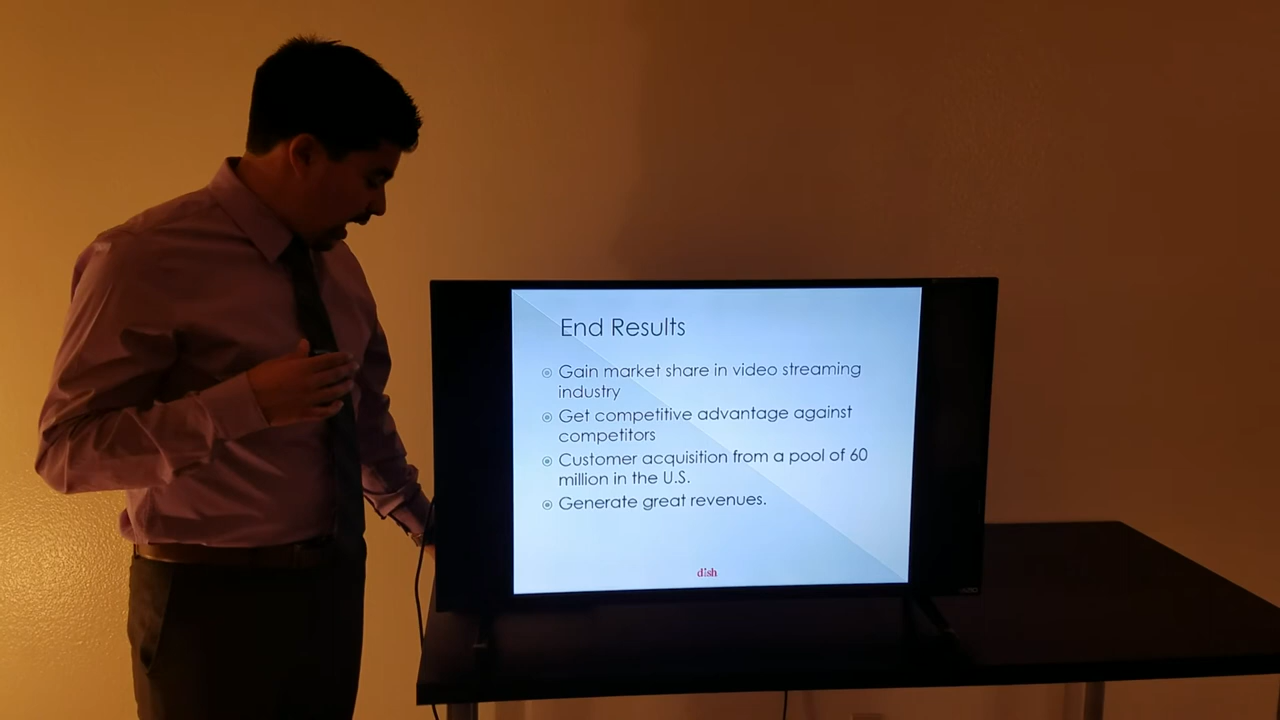 End Results
Gain market share in video streaming
industry
Get competitive advantage against
competitors
Customer acquisition from a pool of 60
million in the U.S.
Generate great revenues.
dish
VIZIO